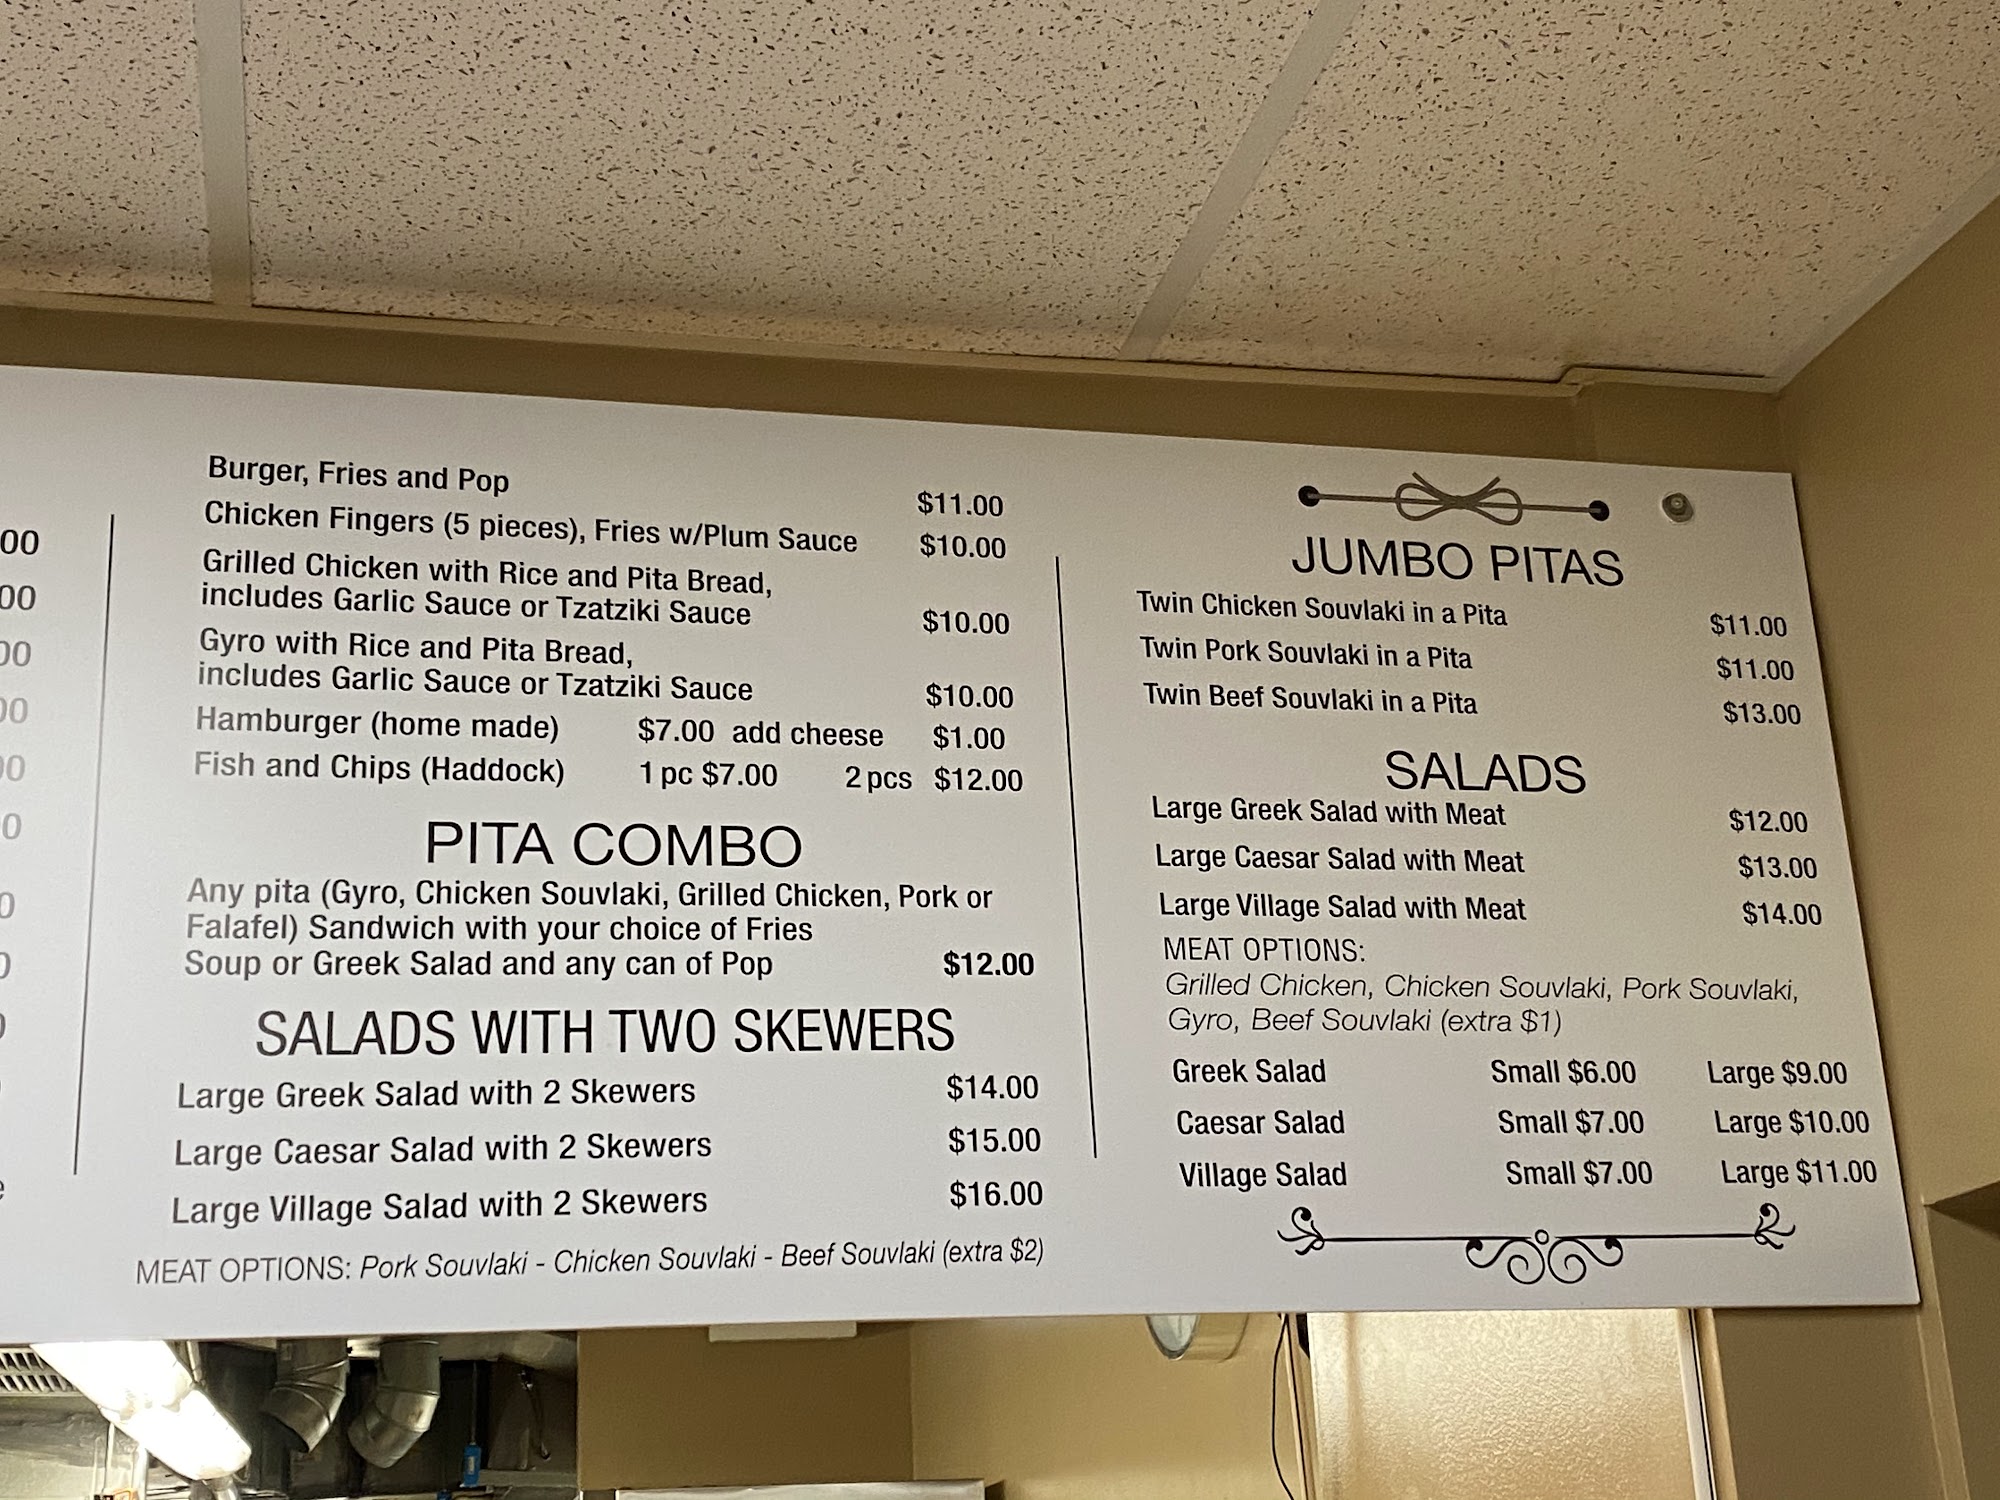 00
00
00
00
00
0
0
0
0
Burger, Fries and Pop $11.00
Chicken Fingers (5 pieces), Fries w/Plum Sauce $10.00
Grilled Chicken with Rice and Pita Bread,
includes Garlic Sauce or Tzatziki Sauce $10.00
Gyro with Rice and Pita Bread,
includes Garlic Sauce or Tzatziki Sauce $10.00
Hamburger (home made) $7.00 add cheese $1.00
Fish and Chips (Haddock) 1 pc $7.00 2 pcs $12.00
PITA COMBO
Any pita (Gyro, Chicken Souvlaki, Grilled Chicken, Pork or
Falafel) Sandwich with your choice of Fries
Soup or Greek Salad and any can of Pop $12.00
SALADS WITH TWO SKEWERS
Large Greek Salad with 2 Skewers $14.00
Large Caesar Salad with 2 Skewers $15.00
Large Village Salad with 2 Skewers $16.00
MEAT OPTIONS: Pork Souvlaki - Chicken Souvlaki - Beef Souvlaki (extra $2)
JUMBO PITAS
Twin Chicken Souvlaki in a Pita $11.00
Twin Pork Souvlaki in a Pita $11.00
Twin Beef Souvlaki in a Pita $13.00
SALADS
Large Greek Salad with Meat $12.00
Large Caesar Salad with Meat $13.00
Large Village Salad with Meat $14.00
MEAT OPTIONS:
Grilled Chicken, Chicken Souvlaki, Pork Souvlaki,
Gyro, Beef Souvlaki (extra $1)
Greek Salad Small $6.00 Large $9.00
Caesar Salad Small $7.00 Large $10.00
Village Salad Small $7.00 Large $11.00